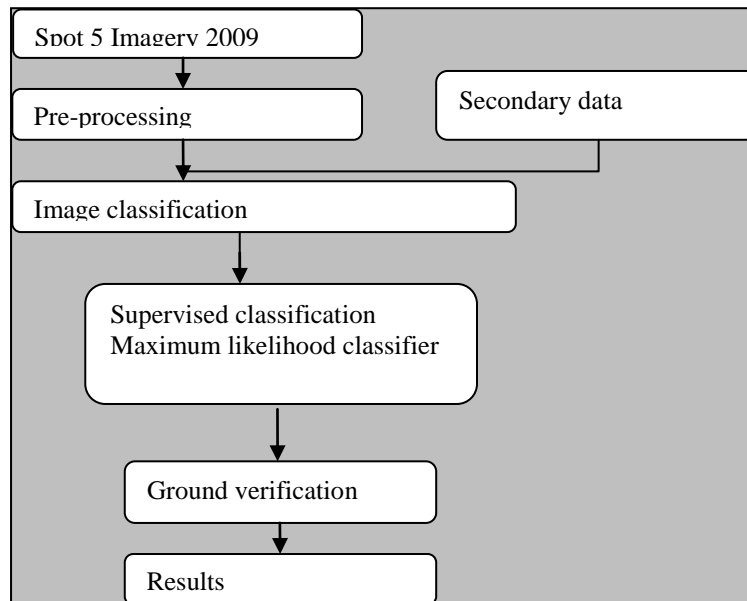 Spot 5 Imagery 2009
Pre-processing
Secondary data
Image classification
Supervised classification
Maximum likelihood classifier
Ground verification
Results